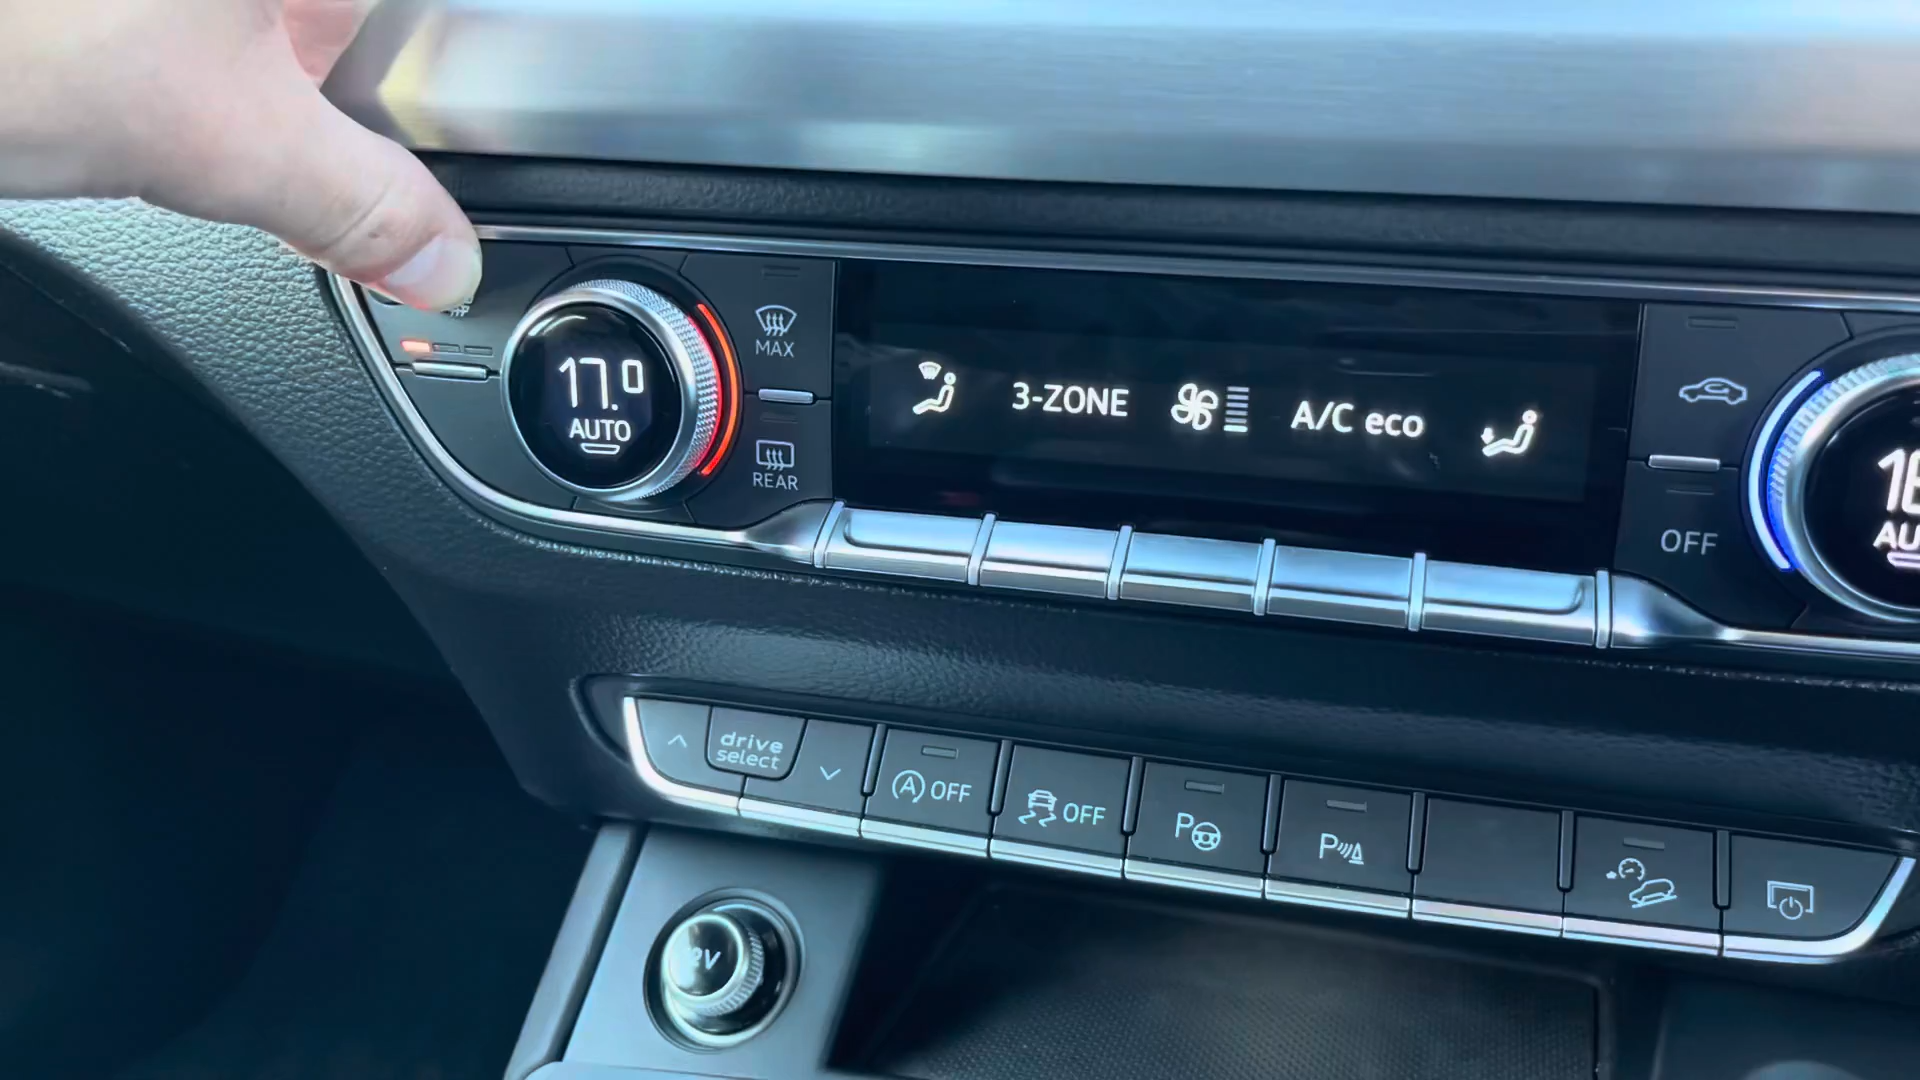 17.0
AUTO
MAX
REAR
3-ZONE
A/C eco
OFF
drive
select
A OFF
OFF
P
P